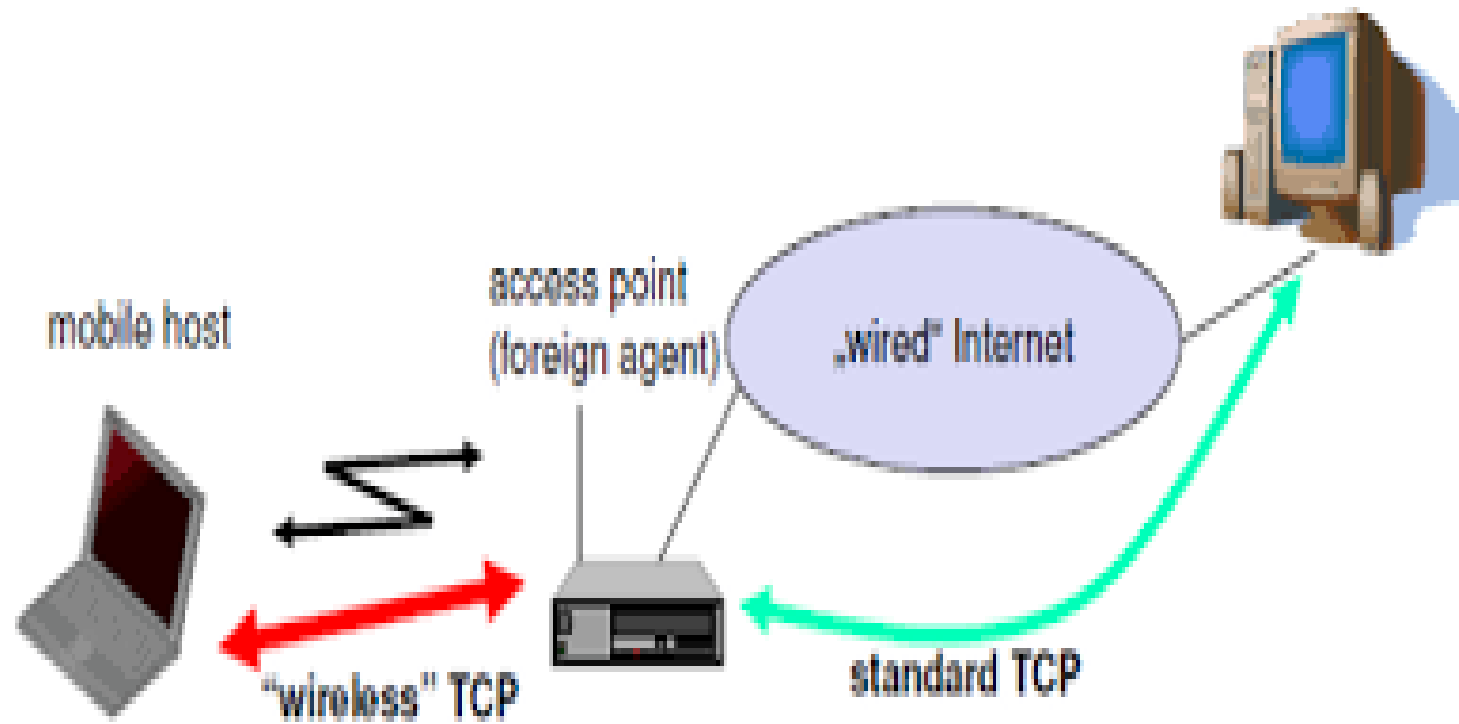 mobile host
access point
(foreign agent)
„wired“ Internet
“wireless” TCP
standard TCP